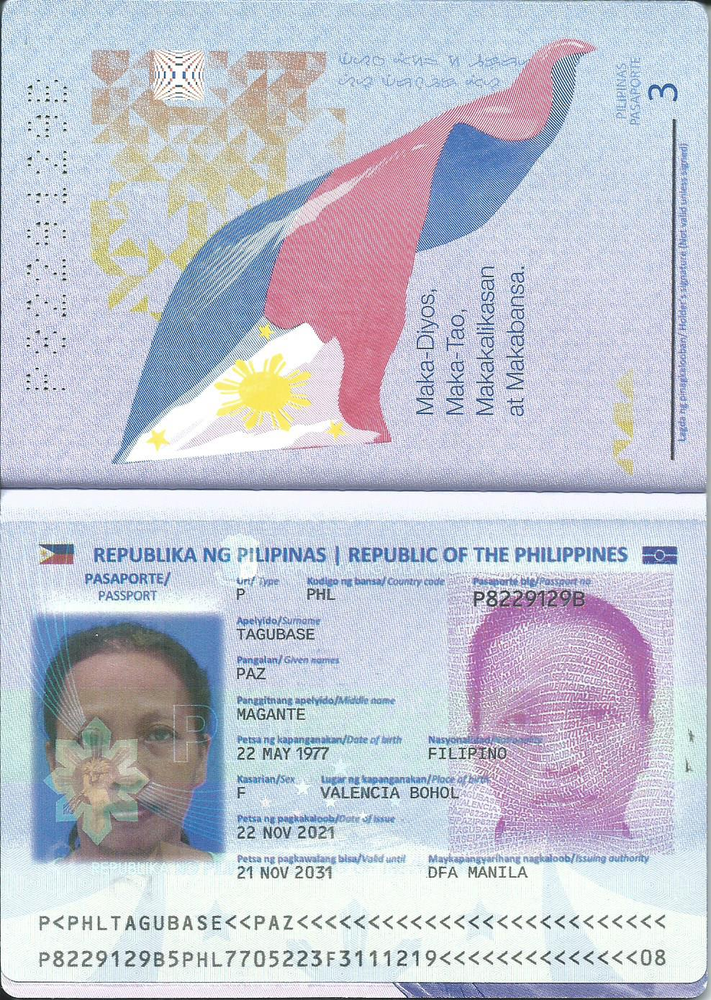 P8229129B
PILIPINAS
PASAPORTE
3
Maka-Diyos,
Maka-Tao,
Makakalikasan
at Makabansa.
Lagda ng pinagkalooban/ Holder's signature (Not valid unless signed)
REPUBLIKA NG PILIPINAS | REPUBLIC OF THE PHILIPPINES
PASAPORTE/
PASSPORT
Uri/ Type Kodigo ng bansa/ Country code Pasaporte blg/Passport no
P PHL P8229129B
Apelyido/Surname
TAGUBASE
Pangalan/ Given names
PAZ
Panggitnang apelyido/Middle name
MAGANTE
Petsa ng kapanganakan/Date of birth Nasyonalidad/Nationality
22 MAY 1977 FILIPINO
Kasarian/Sex Lugar ng kapanganakan/Place of birth
F VALENCIA BOHOL
Petsa ng pagkakaloob/Date of issue
22 NOV 2021
Petsa ng pagkawalang bisa/Valid until Maykapangyarihang nagkaloob/Issuing authority
21 NOV 2031 DFA MANILA
REPUBLIKA NG PILIPINAS
P<PHLTAGUBASE<<PAZ<<<<<<<<<<<<<<<<<<<<<<<<<<
P8229129B5PHL7705223F3111219<<<<<<<<<<<<<<08